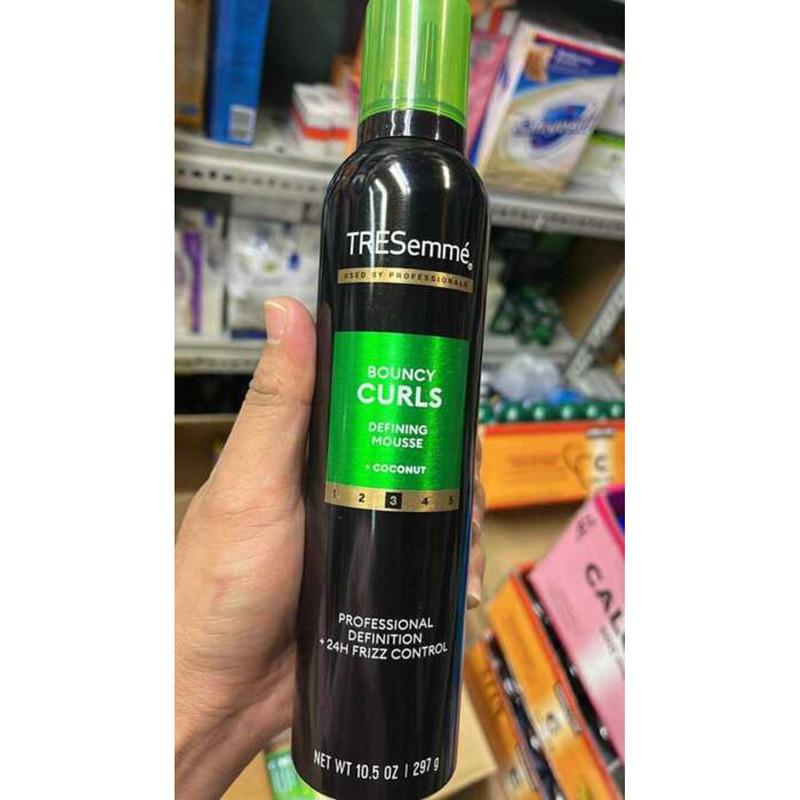 TRESemmé®
USED BY PROFESSIONALS
BOUNCY
CURLS
DEFINING
MOUSSE
+ COCONUT
1 2 3 4 5
PROFESSIONAL
DEFINITION
+ 24H FRIZZ CONTROL
NET WT 10.5 OZ | 297 g
Safeguard